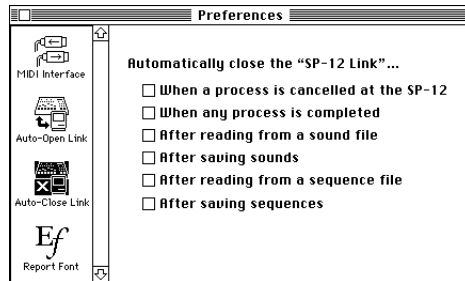 Preferences
MIDI Interface
Auto-Open Link
Auto-Close Link
Ef
Report Font
Automatically close the “SP-12 Link”...
When a process is cancelled at the SP-12
When any process is completed
After reading from a sound file
After saving sounds
After reading from a sequence file
After saving sequences